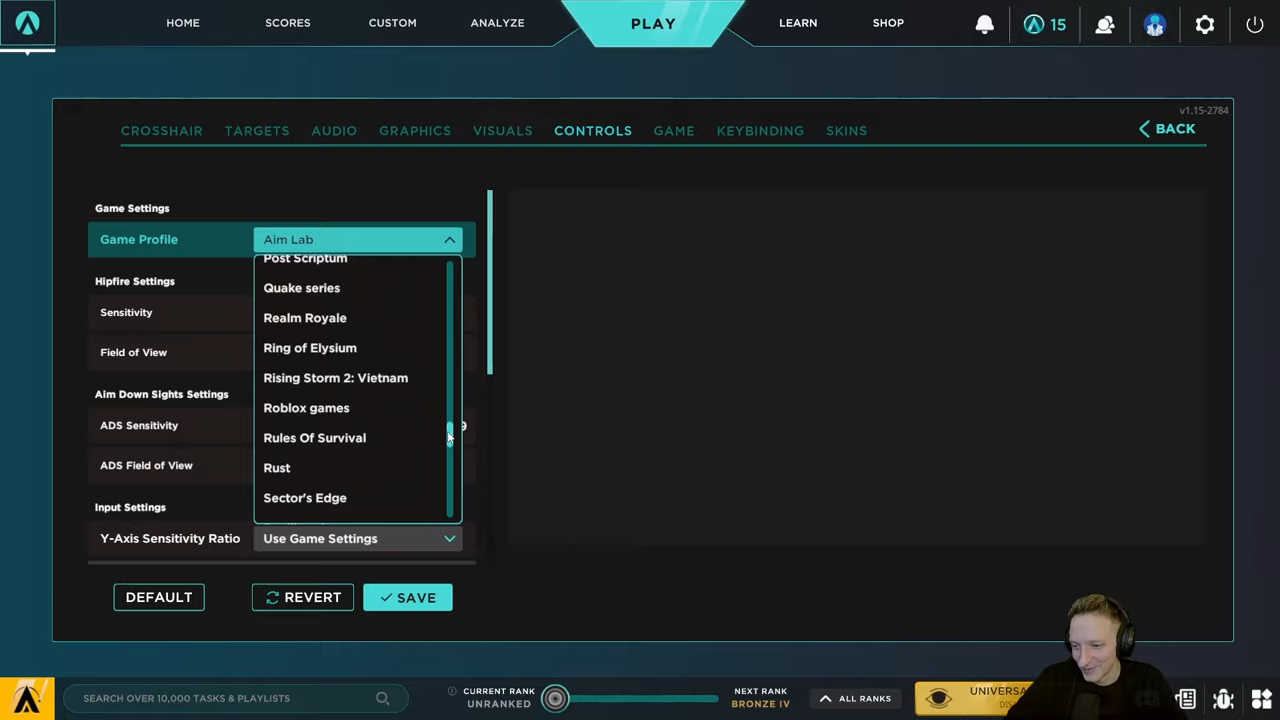 HOME
SCORES
CUSTOM
ANALYZE
PLAY
LEARN
SHOP
15
v1.15-2784
CROSSHAIR
TARGETS
AUDIO
GRAPHICS
VISUALS
CONTROLS
GAME
KEYBINDING
SKINS
BACK
Game Settings
Game Profile
Aim Lab
Post Scriptum
Quake series
Realm Royale
Ring of Elysium
Rising Storm 2: Vietnam
Roblox games
Rules Of Survival
Rust
Sector's Edge
Hipfire Settings
Sensitivity
Field of View
Aim Down Sights Settings
ADS Sensitivity
9
ADS Field of View
Input Settings
Y-Axis Sensitivity Ratio
Use Game Settings
DEFAULT
REVERT
SAVE
SEARCH OVER 10,000 TASKS & PLAYLISTS
CURRENT RANK
UNRANKED
NEXT RANK
BRONZE IV
ALL RANKS